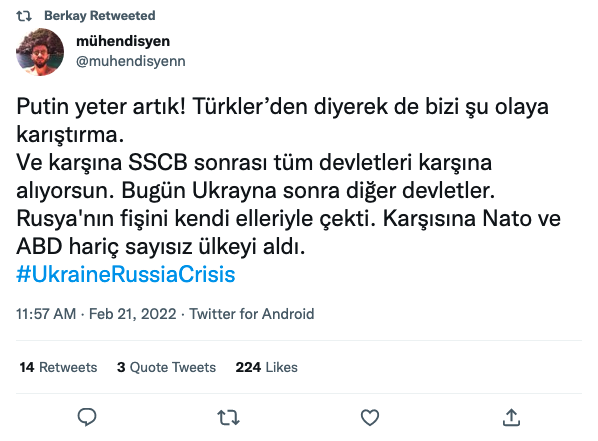 Berkay Retweeted
mühendisyen
@muhendisyenn
Putin yeter artık! Türkler’den diyerek de bizi şu olaya
karıştırma.
Ve karşına SSCB sonrası tüm devletleri karşına
alıyorsun. Bugün Ukrayna sonra diğer devletler.
Rusya'nın fişini kendi elleriyle çekti. Karşısına Nato ve
ABD hariç sayısız ülkeyi aldı.
#UkraineRussiaCrisis
11:57 AM · Feb 21, 2022 · Twitter for Android
14 Retweets 3 Quote Tweets 224 Likes